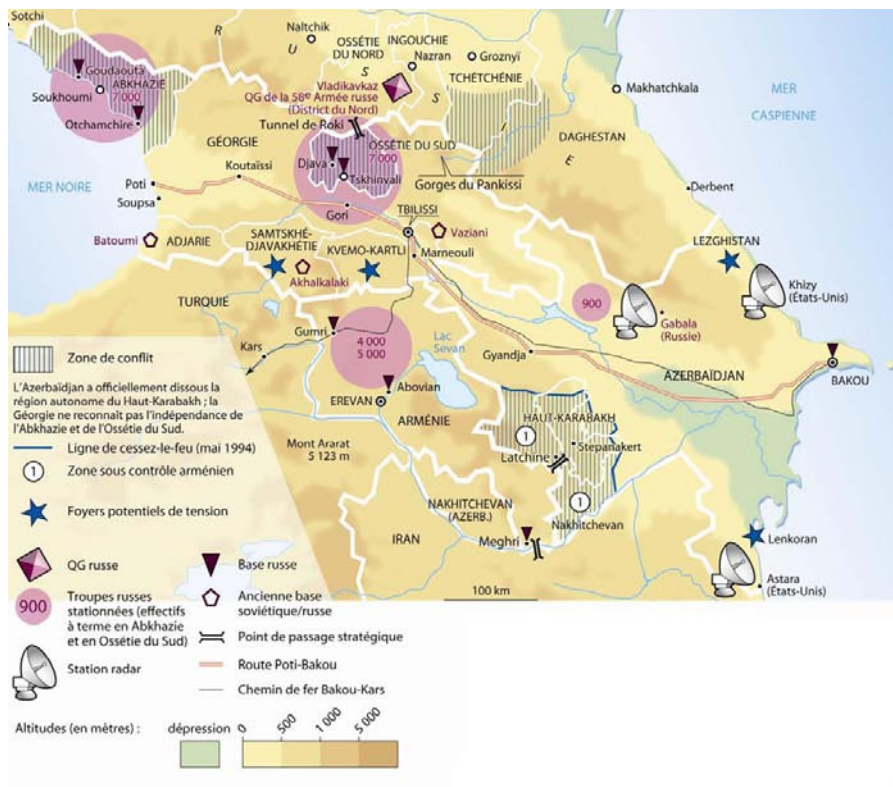 Sotchi
Naltchik
R
U
S
S
I
E
OSSÉTIE
DU NORD
INGOUCHIE
Nazran
Groznyï
TCHÉTCHÉNIE
Makhatchkala
MER
CASPIENNE
Goudaouta
ABKHAZIE
7 000
Soukhoumi
Otchamchire
Vladikavkaz
QG de la 58e Armée russe
(District du Nord)
Tunnel de Roki
DAGHESTAN
GÉORGIE
OSSÉTIE DU SUD
7 000
Djava
Tskhinvali
Gorges du Pankissi
Koutaïssi
MER NOIRE
Poti
Soupsa
Gori
TBILISSI
Derbent
Batoumi
ADJARIE
SAMTSKHÉ-
DJAVAKHÉTIE
KVEMO-KARTLI
Vaziani
Marneouli
LEZGHISTAN
Akhalkalaki
TURQUIE
900
Gabala
(Russie)
Khizy
(États-Unis)
Kars
Gumri
4 000
5 000
Lac
Sevan
Gyandja
AZERBAÏDJAN
BAKOU
Abovian
EREVAN
ARMÉNIE
HAUT-KARABAKH
1
Stepanakert
Latchine
Mont Ararat
5 123 m
NAKHITCHEVAN
(AZERB.)
1
Nakhitchevan
IRAN
Meghri
Lenkoran
Astara
(États-Unis)
100 km
Zone de conflit
L'Azerbaïdjan a officiellement dissous la
région autonome du Haut-Karabakh ; la
Géorgie ne reconnaît pas l'indépendance de
l'Abkhazie et de l'Ossétie du Sud.
Ligne de cessez-le-feu (mai 1994)
1 Zone sous contrôle arménien
Foyers potentiels de tension
QG russe
900 Troupes russes
stationnées (effectifs
à terme en Abkhazie
et en Ossétie du Sud)
Station radar
Base russe
Ancienne base
soviétique/russe
Point de passage stratégique
Route Poti-Bakou
Chemin de fer Bakou-Kars
Altitudes (en mètres) :
dépression
0
500
1 000
5 000